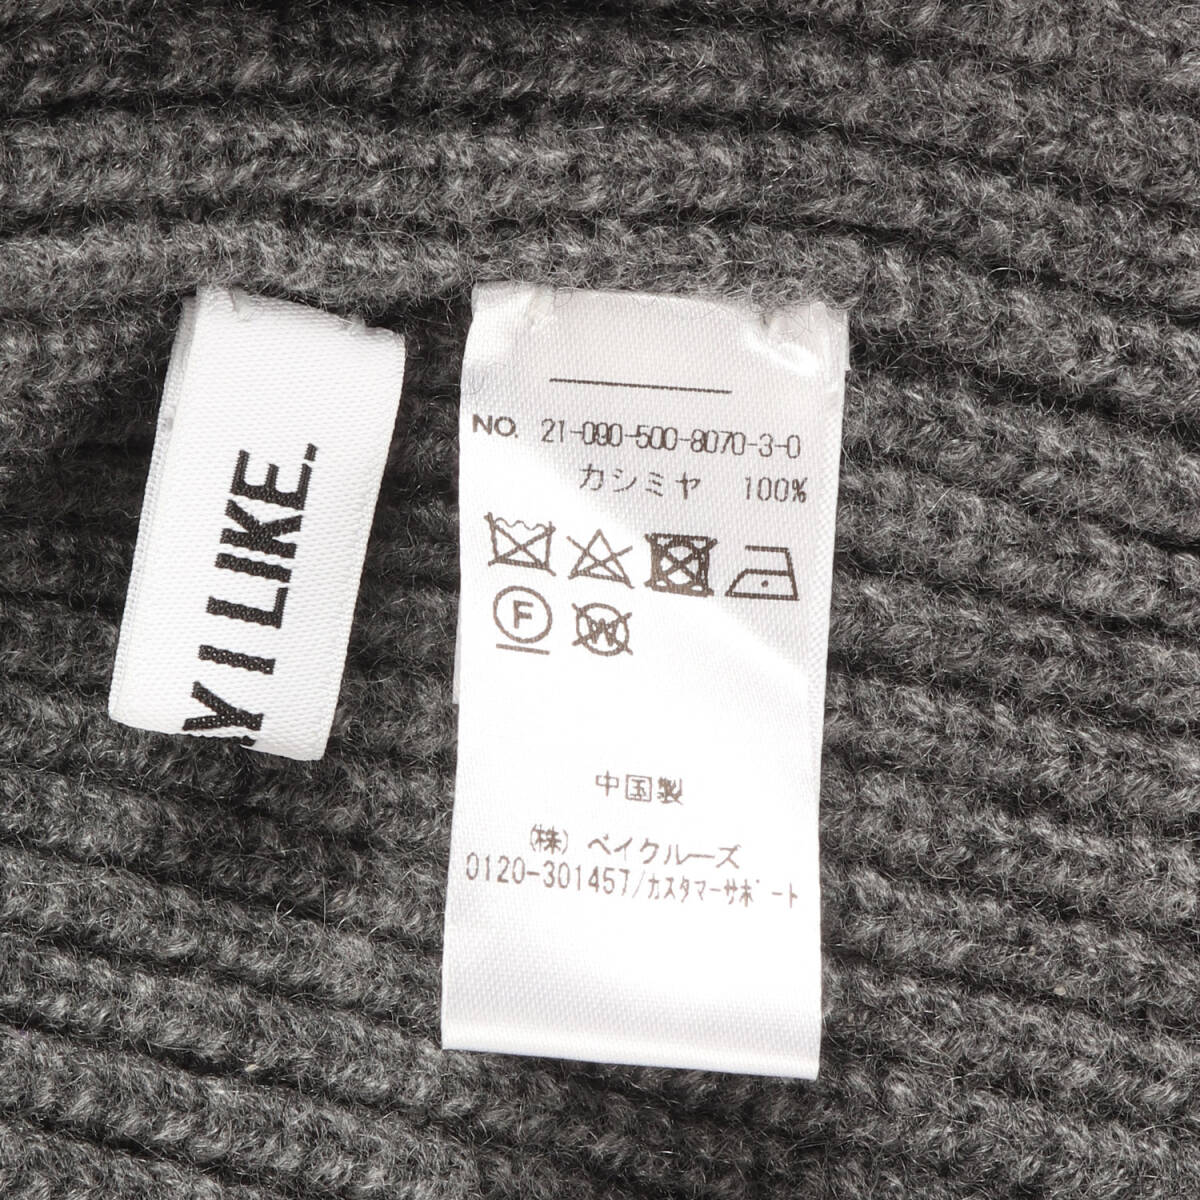 Y I LIKE.
NO. 21-090-500-8070-3-0
カシミヤ 100%
F
W
中国製
(株) ベイクルーズ
0120-301457/カスタマーサポート